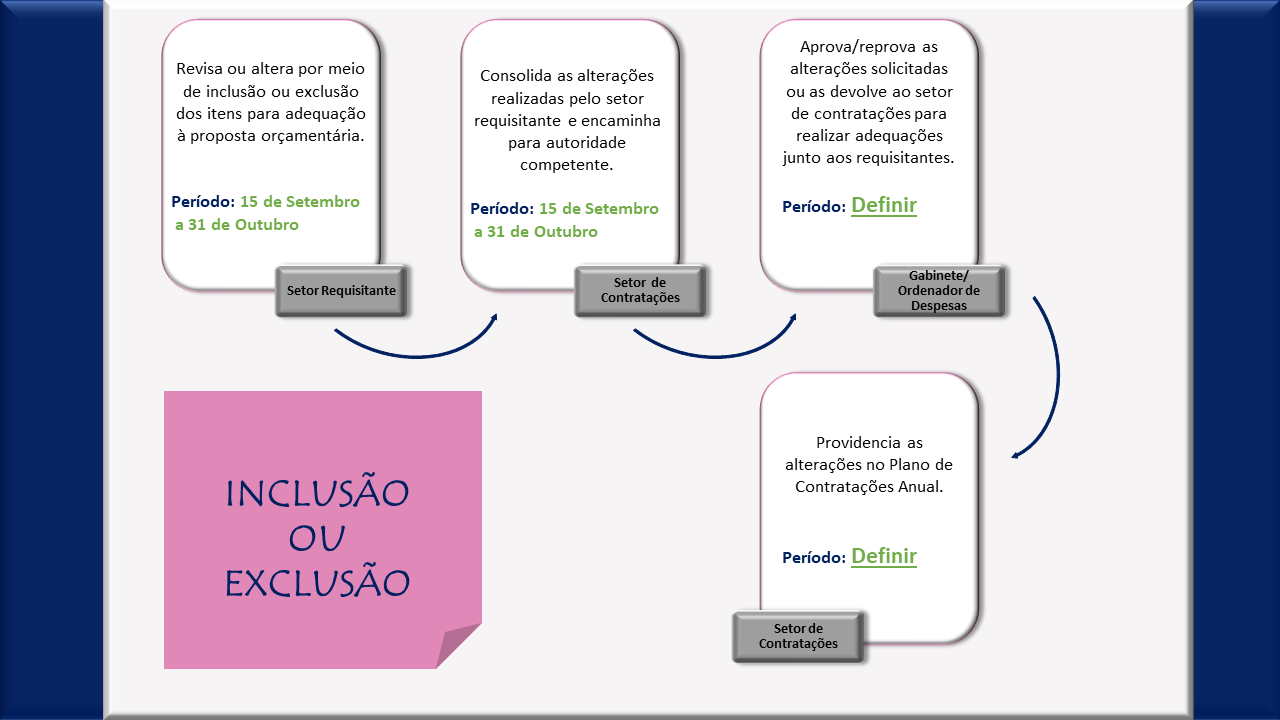 Revisa ou altera por meio
de inclusão ou exclusão
dos itens para adequação
à proposta orçamentária.
Período: 15 de Setembro
a 31 de Outubro
Setor Requisitante
Consolida as alterações
realizadas pelo setor
requisitante e encaminha
para autoridade
competente.
Período: 15 de Setembro
a 31 de Outubro
Setor de
Contratações
Aprova/reprova as
alterações solicitadas
ou as devolve ao setor
de contratações para
realizar adequações
junto aos requisitantes.
Período: Definir
Gabinete/
Ordenador de
Despesas
Providencia as
alterações no Plano de
Contratações Anual.
Período: Definir
Setor de
Contratações
INCLUSÃO
OU
EXCLUSÃO